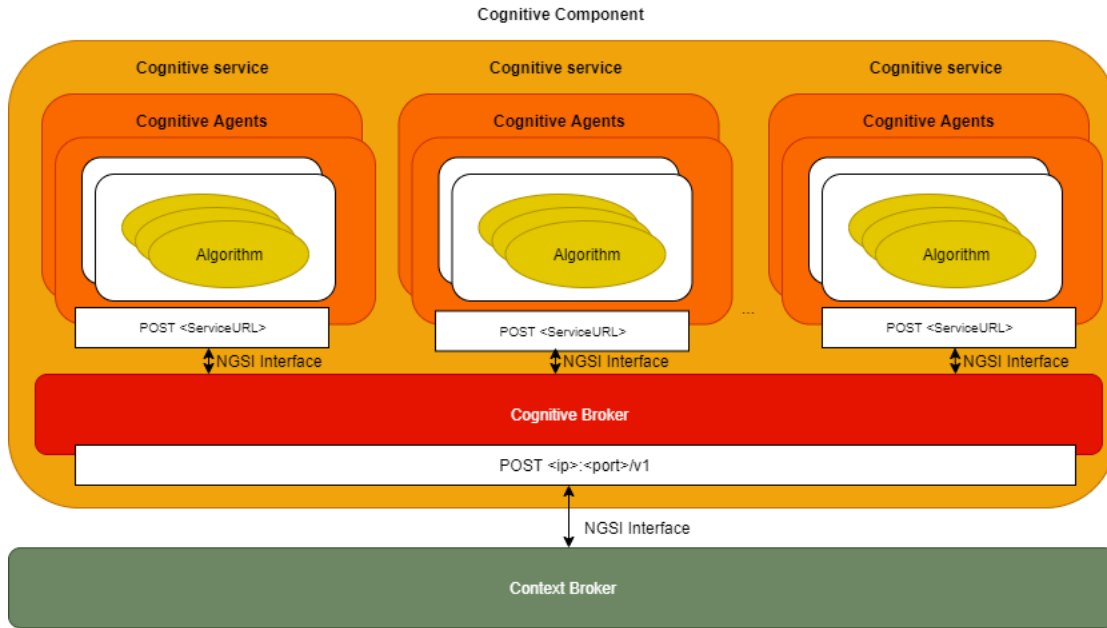 Cognitive Component
Cognitive service
Cognitive service
Cognitive service
Cognitive Agents
Cognitive Agents
Cognitive Agents
Algorithm
Algorithm
Algorithm
...
POST <ServiceURL>
POST <ServiceURL>
POST <ServiceURL>
NGSI Interface
NGSI Interface
NGSI Interface
Cognitive Broker
POST <ip>:<port>/v1
NGSI Interface
Context Broker